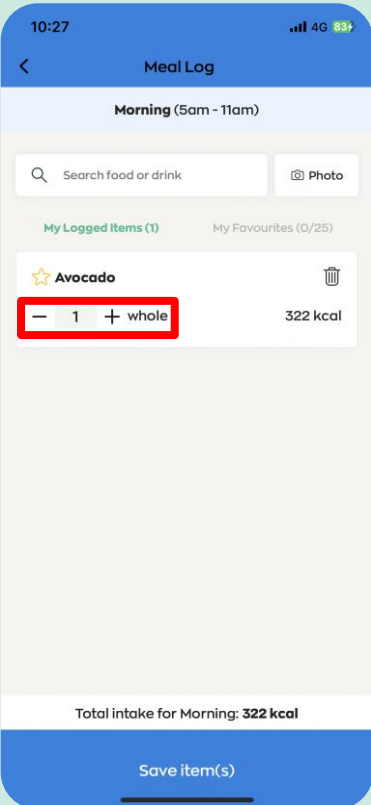 10:27 4G 83
Meal Log
Morning (5am - 11am)
Search food or drink Photo
My Logged Items (1) My Favourites (0/25)
Avocado
1 whole 322 kcal
Total intake for Morning: 322 kcal
Save item(s)